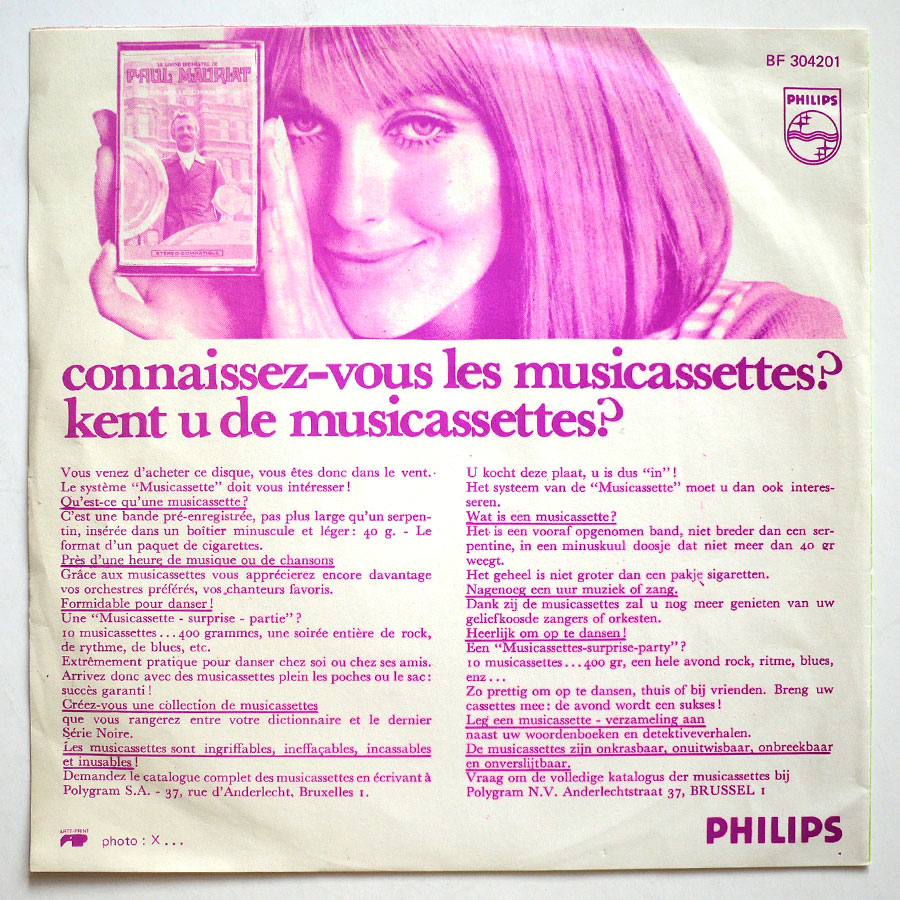 LE GRAND ORCHESTRE DE
PAUL MAURIAT
STEREO-COMPATIBLE
BF 304201
PHILIPS
connaissez-vous les musicassettes?
kent u de musicassettes?
Vous venez d'acheter ce disque, vous êtes donc dans le vent.
Le système "Musicassette" doit vous intéresser !
Qu'est-ce qu'une musicassette ?
C'est une bande pré-enregistrée, pas plus large qu'un serpen-
tin, insérée dans un boîtier minuscule et léger : 40 g. - Le
format d'un paquet de cigarettes.
Près d'une heure de musique ou de chansons
Grâce aux musicassettes vous apprécierez encore davantage
vos orchestres préférés, vos chanteurs favoris.
Formidable pour danser !
Une "Musicassette - surprise - partie" ?
10 musicassettes ... 400 grammes, une soirée entière de rock,
de rythme, de blues, etc.
Extrêmement pratique pour danser chez soi ou chez ses amis.
Arrivez donc avec des musicassettes plein les poches ou le sac :
succès garanti !
Créez-vous une collection de musicassettes
que vous rangerez entre votre dictionnaire et le dernier
Série Noire.
Les musicassettes sont ingriffables, ineffaçables, incassables
et inusables !
Demandez le catalogue complet des musicassettes en écrivant à
Polygram S.A. - 37, rue d'Anderlecht, Bruxelles 1.
U kocht deze plaat, u is dus "in" !
Het systeem van de "Musicassette" moet u dan ook interes-
seren.
Wat is een musicassette ?
Het is een vooraf opgenomen band, niet breder dan een ser-
pentine, in een minuskuul doosje dat niet meer dan 40 gr
weegt.
Het geheel is niet groter dan een pakje sigaretten.
Nagenoeg een uur muziek of zang.
Dank zij de musicassettes zal u nog meer genieten van uw
geliefkoosde zangers of orkesten.
Heerlijk om op te dansen !
Een "Musicassettes-surprise-party" ?
10 musicassettes ... 400 gr, een hele avond rock, ritme, blues,
enz ...
Zo prettig om op te dansen, thuis of bij vrienden. Breng uw
cassettes mee : de avond wordt een sukses !
Leg een musicassette - verzameling aan
naast uw woordenboeken en detektiveverhalen.
De musicassettes zijn onkrasbaar, onuitwisbaar, onbreekbaar
en onverslijtbaar.
Vraag om de volledige katalogus der musicassettes bij
Polygram N.V. Anderlechtstraat 37, BRUSSEL 1
ARTS-PRINT
photo : X ...
PHILIPS